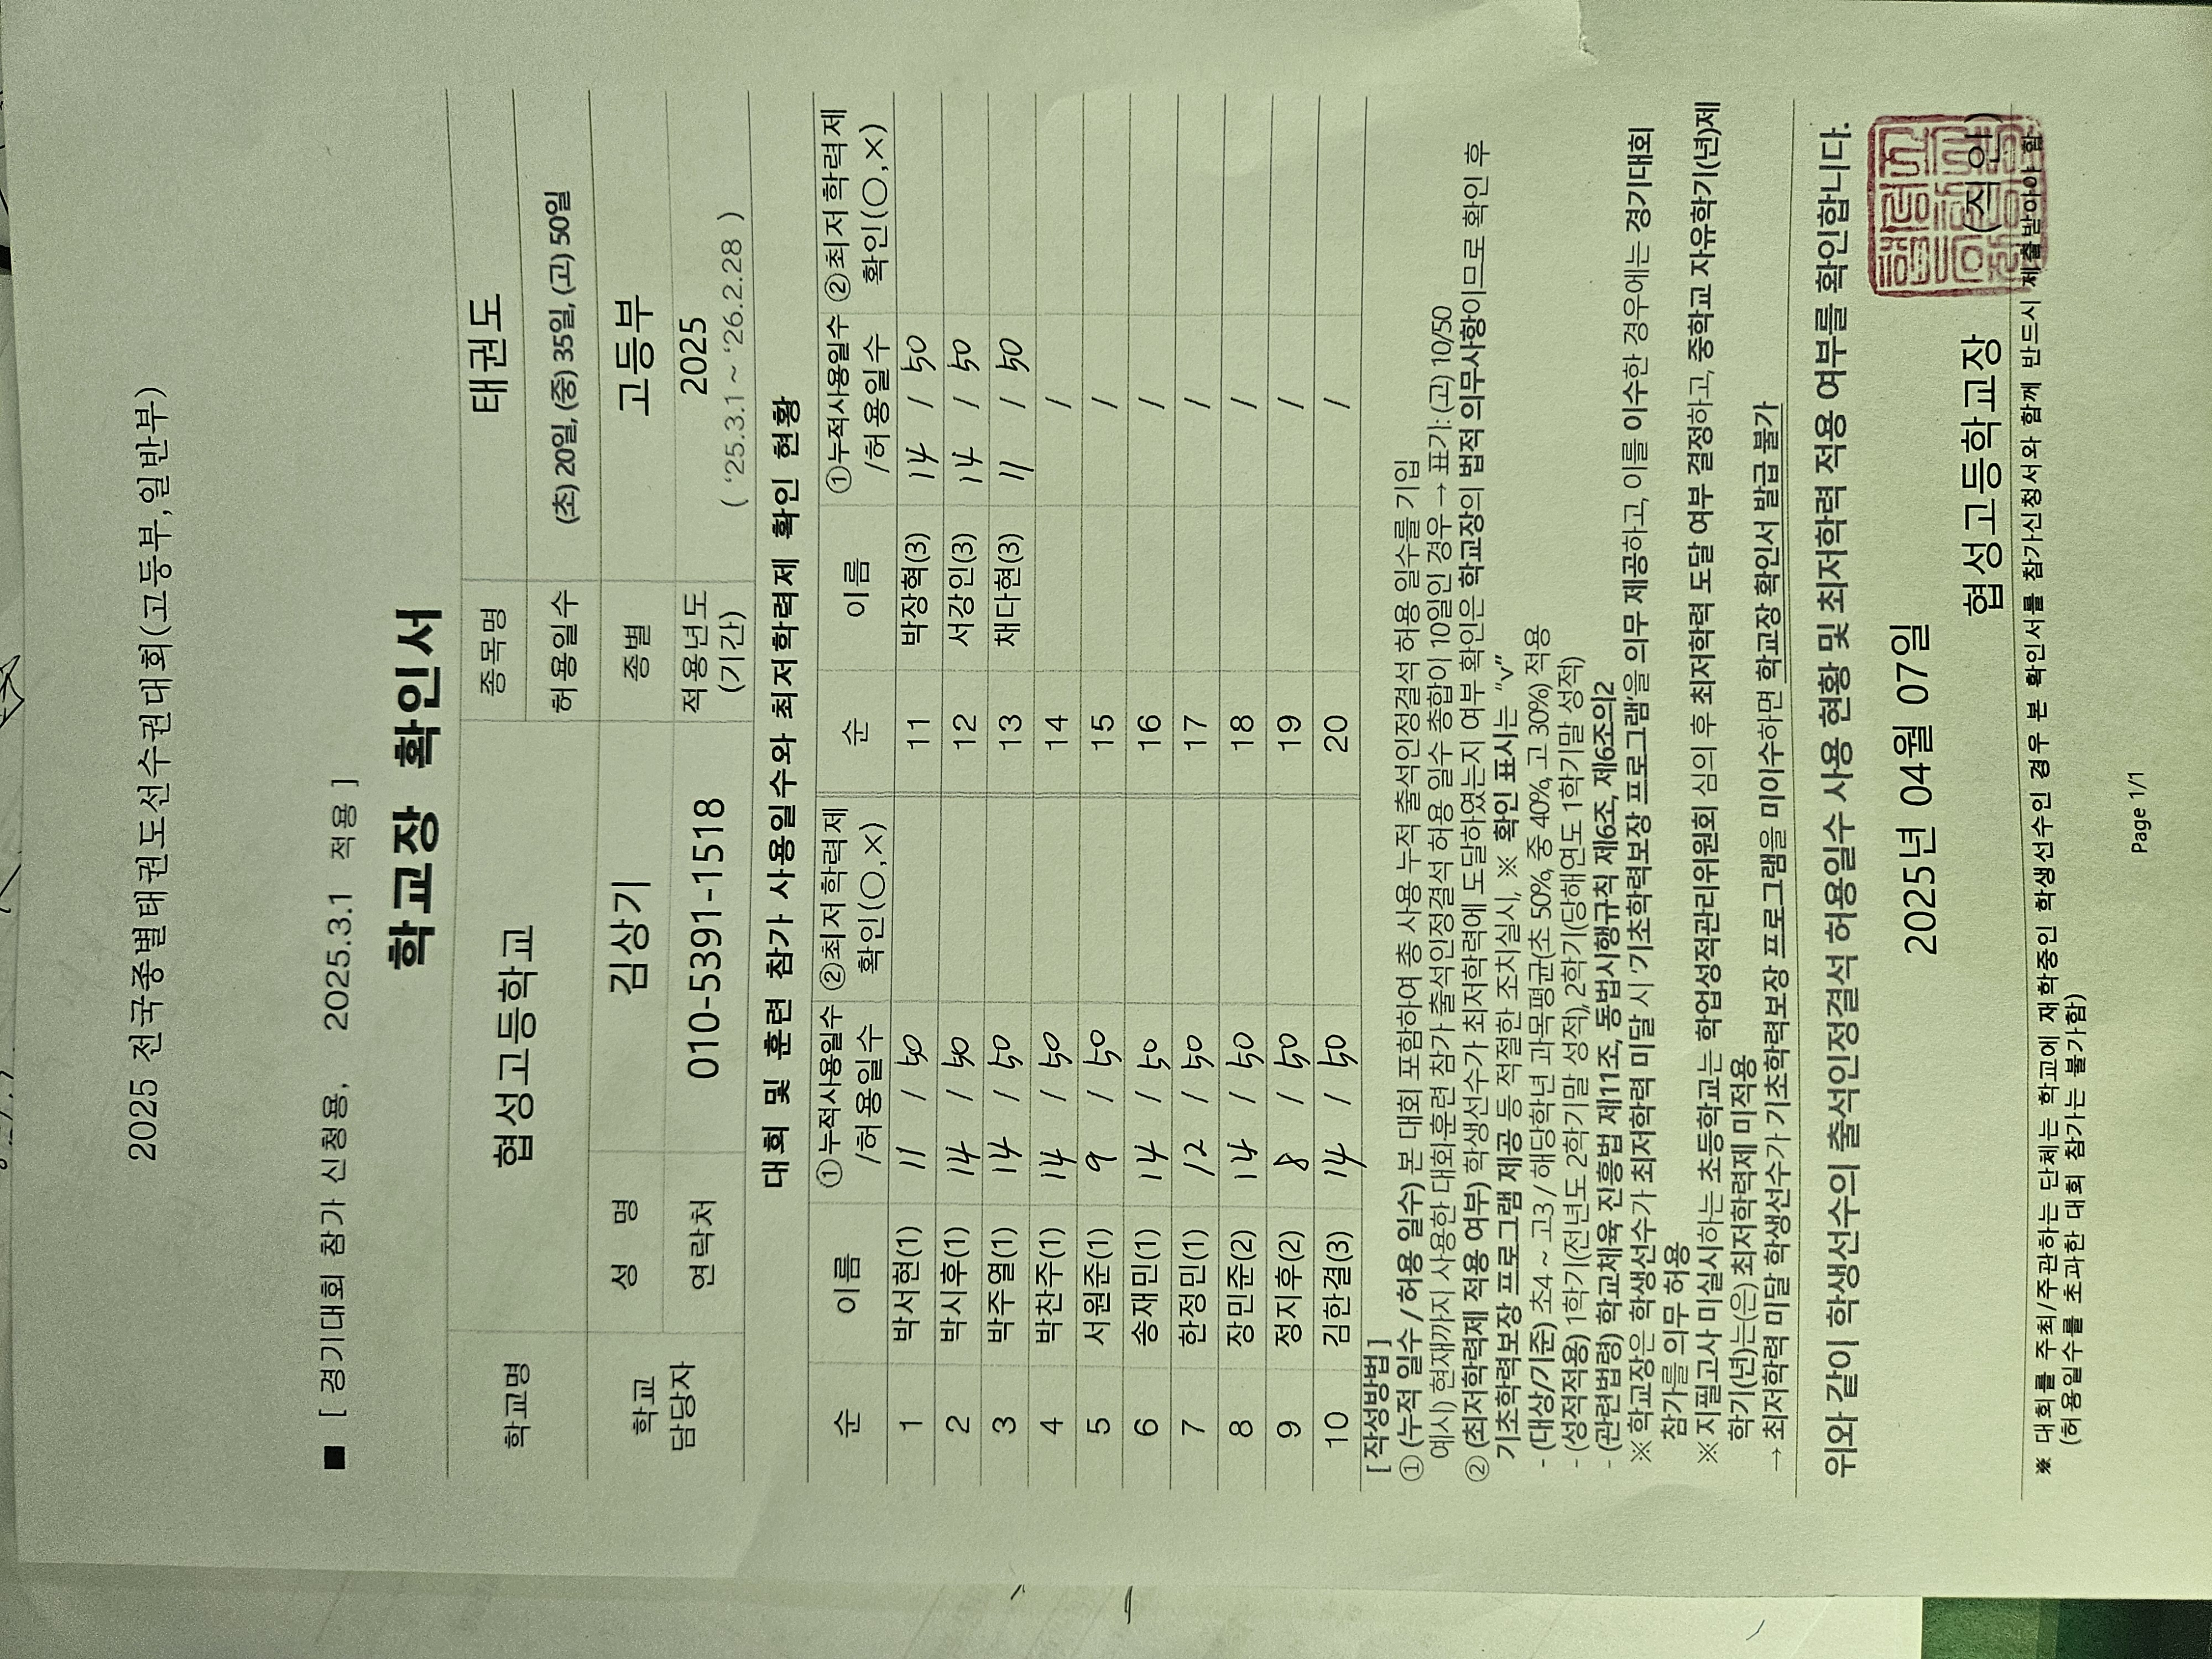 2025 전국종별태권도선수권대회(고등부,일반부)
■ [ 경기대회 참가 신청용, 2025.3.1 적용 ]
학교장 확인서
학교명 협성고등학교 종목명 태권도
허용일수 (초) 20일, (중) 35일, (고) 50일
학교 담당자 성 명 김상기 종별 고등부
연락처 010-5391-1518 적용년도 (기간) 2025 ( '25.3.1 ~ '26.2.28 )
대회 및 훈련 참가 사용일수와 최저학력제 확인 현황
순 이름 ①누적사용일수 /허용일수 ②최저학력제 확인(○,×) 순 이름 ①누적사용일수 /허용일수 ②최저학력제 확인(○,×)
1 박서현(1) 11 / 50 11 박장혁(3) 14 / 50
2 박시후(1) 14 / 50 12 서강인(3) 14 / 50
3 박주열(1) 14 / 50 13 채다현(3) 11 / 50
4 박찬주(1) 14 / 50 14 /
5 서원준(1) 9 / 50 15 /
6 송재민(1) 14 / 50 16 /
7 한정민(1) 12 / 50 17 /
8 장민준(2) 14 / 50 18 /
9 정지후(2) 8 / 50 19 /
10 김한결(3) 14 / 50 20 /
[ 작성방법 ]
① (누적 일수 / 허용 일수) 본 대회 포함하여 총 사용 누적 출석인정결석 허용 일수를 기입
예시) 현재까지 사용한 대회훈련 참가 출석인정결석 허용 일수 총합이 10일인 경우 → 표기: (고) 10/50
② (최저학력제 적용 여부) 학생선수가 최저학력에 도달하였는지 여부 확인은 학교장의 법적 의무사항이므로 확인 후
기초학력보장 프로그램 제공 등 적절한 조치실시, ※ 확인 표시는 "v"
- (대상/기준) 초4 ~ 고3 / 해당학년 과목평균(초 50%, 중 40%, 고 30%) 적용
- (성적적용) 1학기(전년도 2학기말 성적), 2학기(당해연도 1학기말 성적)
- (관련법령) 학교체육 진흥법 제11조, 동법시행규칙 제6조, 제6조의2
※ 학교장은 학생선수가 최저학력 미달 시 '기초학력보장 프로그램'을 의무 제공하고, 이를 이수한 경우에는 경기대회
참가를 의무 허용
※ 지필고사 미실시하는 초등학교는 학업성적관리위원회 심의 후 최저학력 도달 여부 결정하고, 중학교 자유학기(년)제
학기(년)는(은) 최저학력제 미적용
→ 최저학력 미달 학생선수가 기초학력보장 프로그램을 미이수하면 학교장 확인서 발급 불가
위와 같이 학생선수의 출석인정결석 허용일수 사용 현황 및 최저학력 적용 여부를 확인합니다.
2025년 04월 07일
협성고등학교장 (직인)
※ 대회를 주최/주관하는 단체는 학교에 재학중인 학생선수인 경우 본 확인서를 참가신청서와 함께 반드시 제출받아야 함
(허용일수를 초과한 대회 참가는 불가함)
Page 1/1